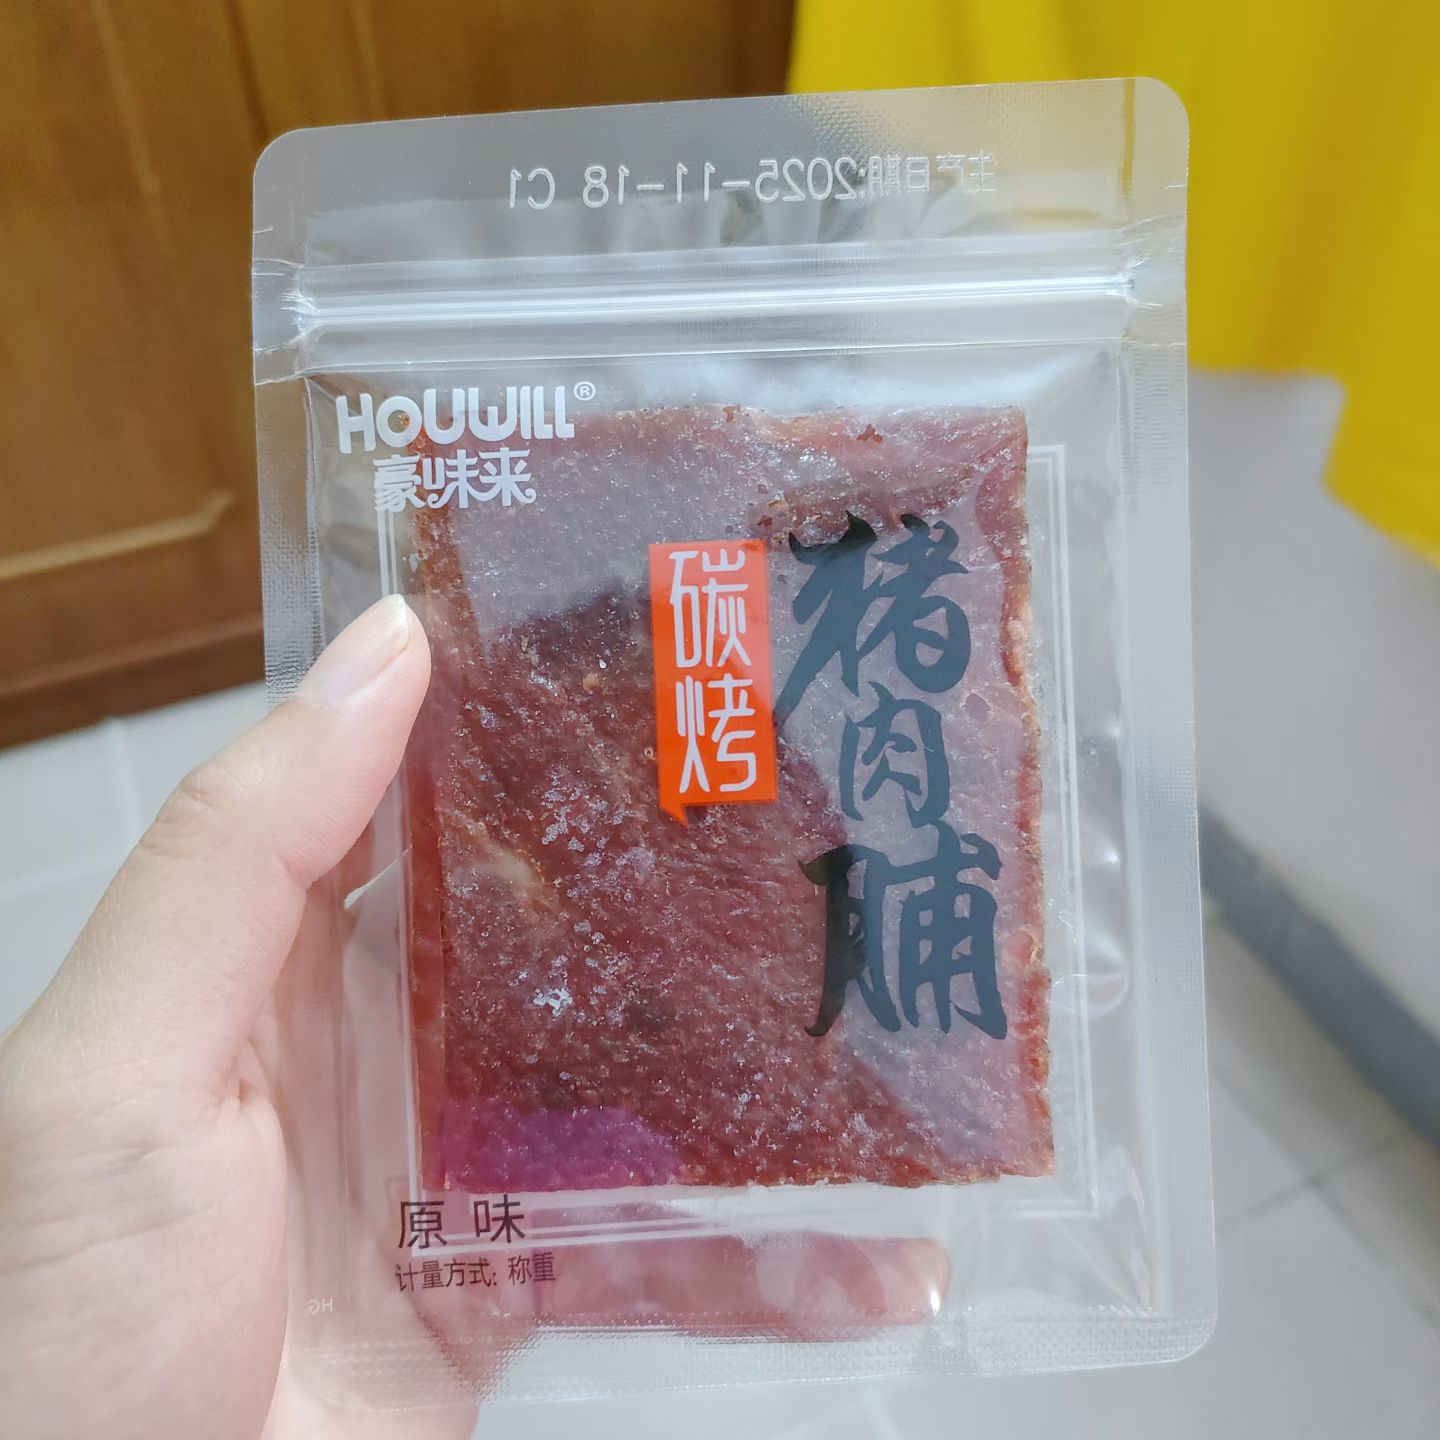 生产日期:2025-11-18 C1
HOUWILL®
豪味来
碳烤
猪肉脯
原味
计量方式: 称重
HG